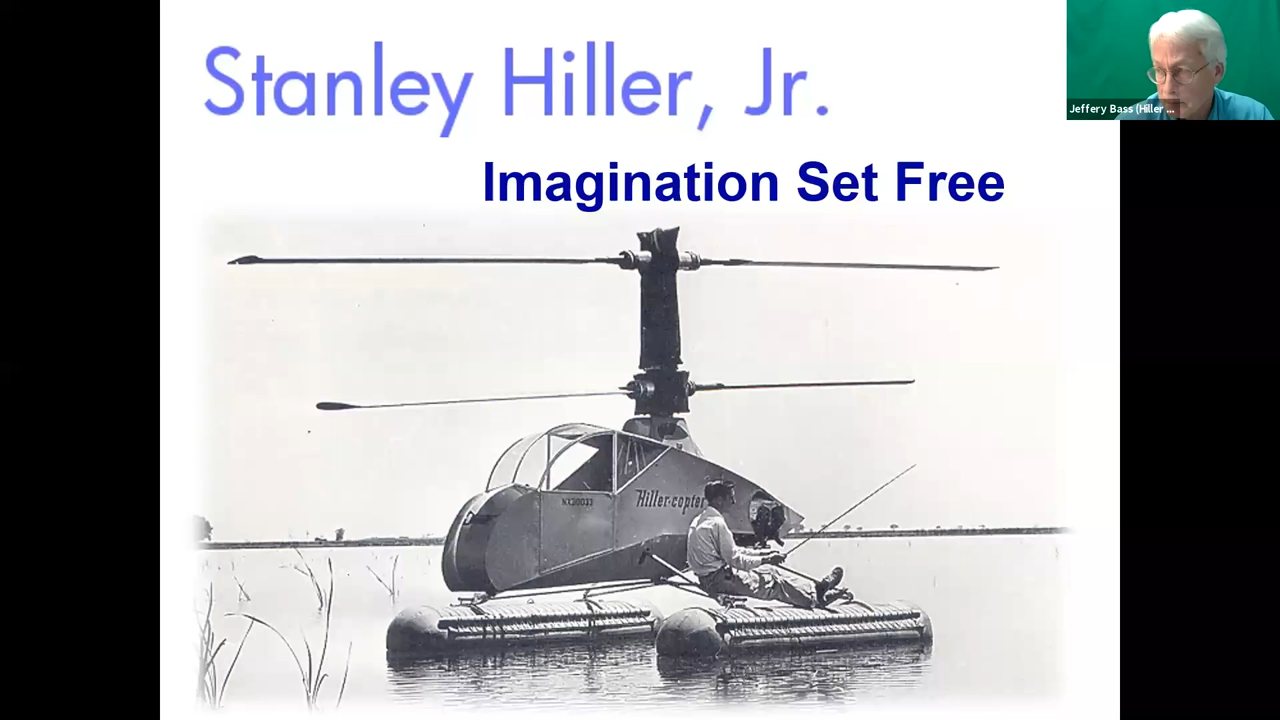 Stanley Hiller, Jr.
Imagination Set Free
Jeffery Bass (Hiller ...
Hiller-copter